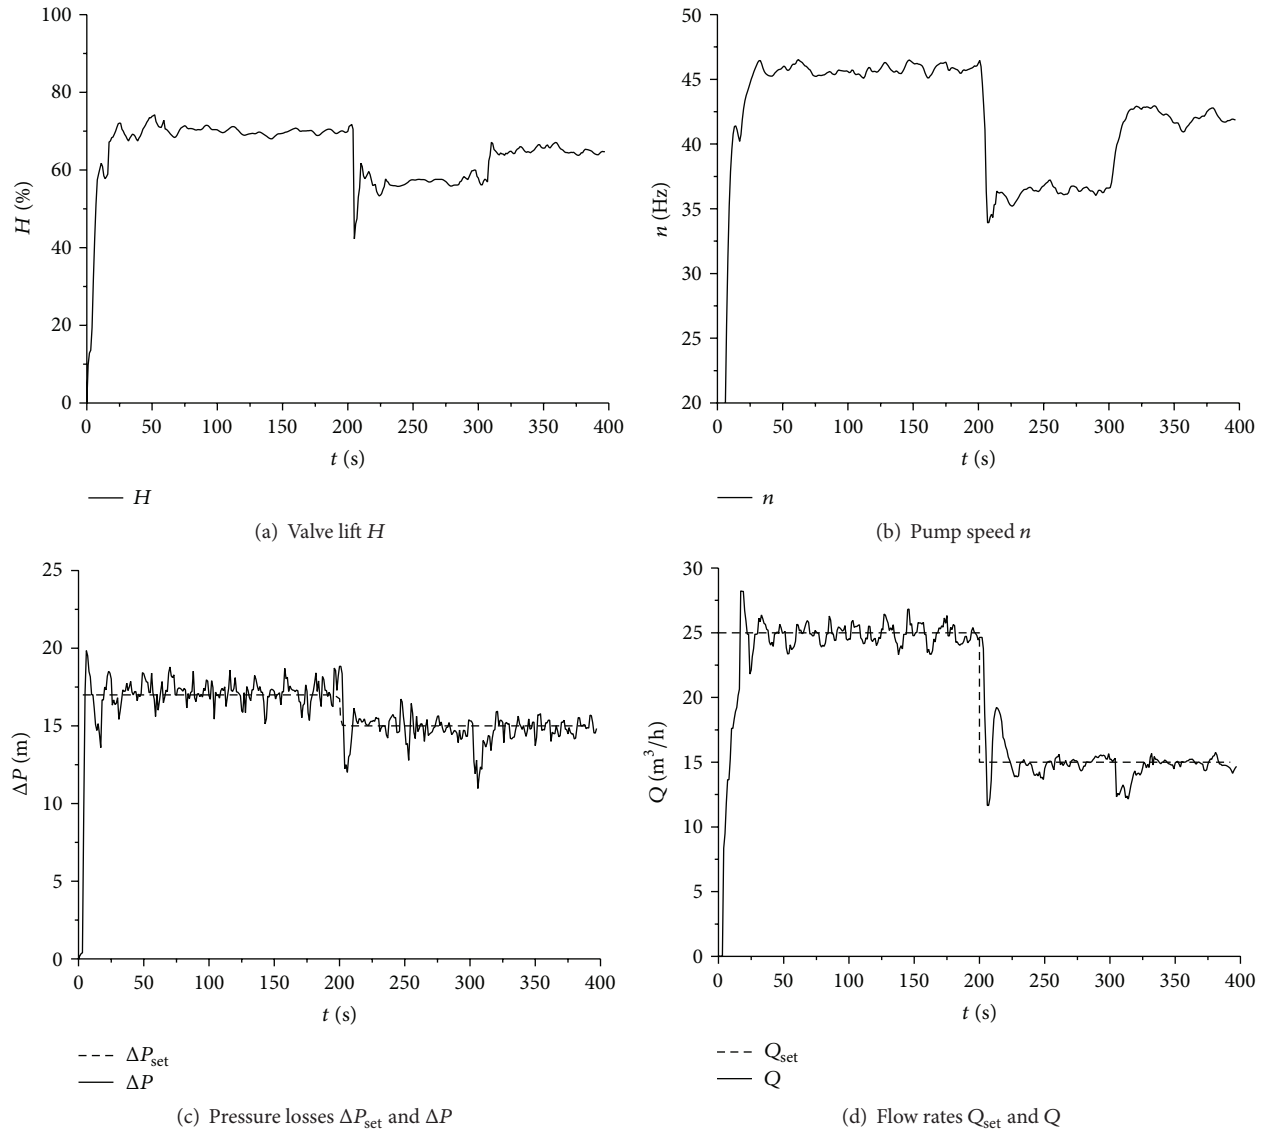 100
80
60
40
20
0
H (%)
0 50 100 150 200 250 300 350 400
t (s)
H
(a) Valve lift H
50
45
40
35
30
25
20
n (Hz)
0 50 100 150 200 250 300 350 400
t (s)
n
(b) Pump speed n
25
20
15
10
5
0
ΔP (m)
0 50 100 150 200 250 300 350 400
t (s)
ΔPset
ΔP
(c) Pressure losses ΔPset and ΔP
30
25
20
15
10
5
0
Q (m³/h)
0 50 100 150 200 250 300 350 400
t (s)
Qset
Q
(d) Flow rates Qset and Q